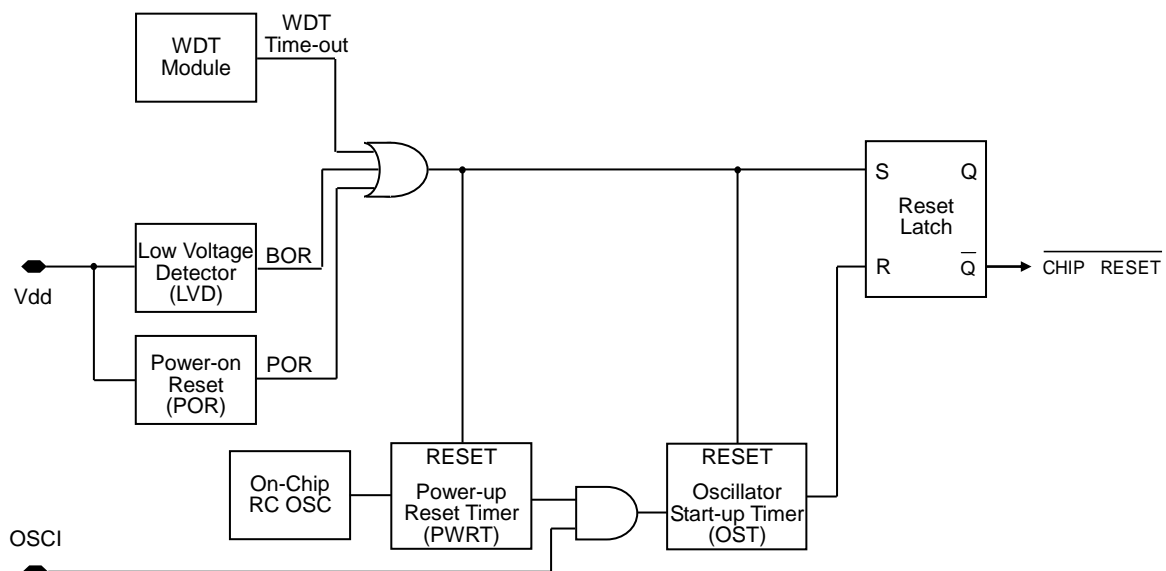 WDT
Time-out
WDT
Module
S
Q
Reset
Latch
R
Q
CHIP RESET
Low Voltage
Detector
(LVD)
BOR
Vdd
Power-on
Reset
(POR)
POR
RESET
Power-up
Reset Timer
(PWRT)
On-Chip
RC OSC
RESET
Oscillator
Start-up Timer
(OST)
OSCI